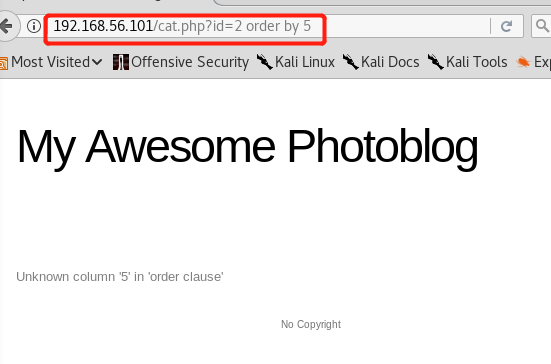 192.168.56.101/cat.php?id=2 order by 5
Most Visited Offensive Security Kali Linux Kali Docs Kali Tools Exp
My Awesome Photoblog
Unknown column '5' in 'order clause'
No Copyright